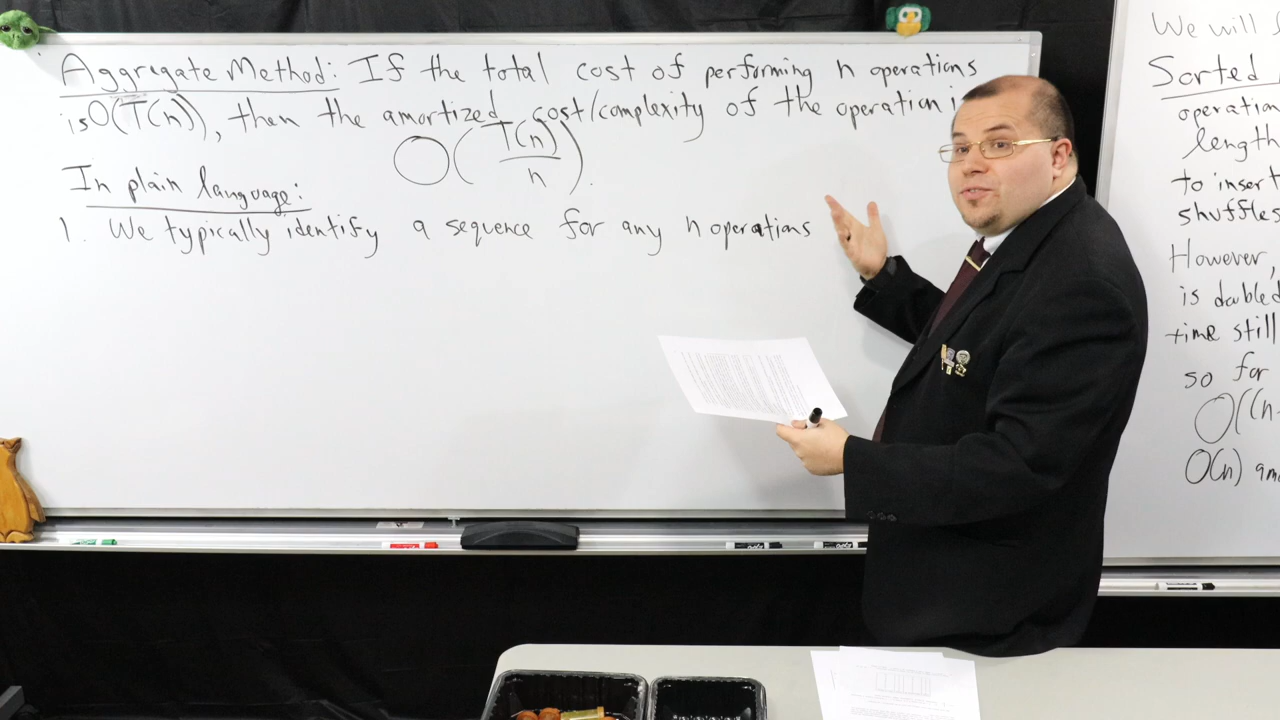 Aggregate Method: If the total cost of performing n operations
is O(T(n)), then the amortized cost/complexity of the operation i
O(T(n)/n).
In plain language:
1. We typically identify a sequence for any n operations
We will
Sorted
operation
length
to insert
shuffles
However,
is doubled
time still
so for
O((n
O(n) am